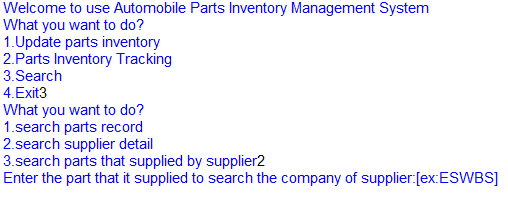 Welcome to use Automobile Parts Inventory Management System
What you want to do?
1.Update parts inventory
2.Parts Inventory Tracking
3.Search
4.Exit3
What you want to do?
1.search parts record
2.search supplier detail
3.search parts that supplied by supplier2
Enter the part that it supplied to search the company of supplier:[ex:ESWBS]